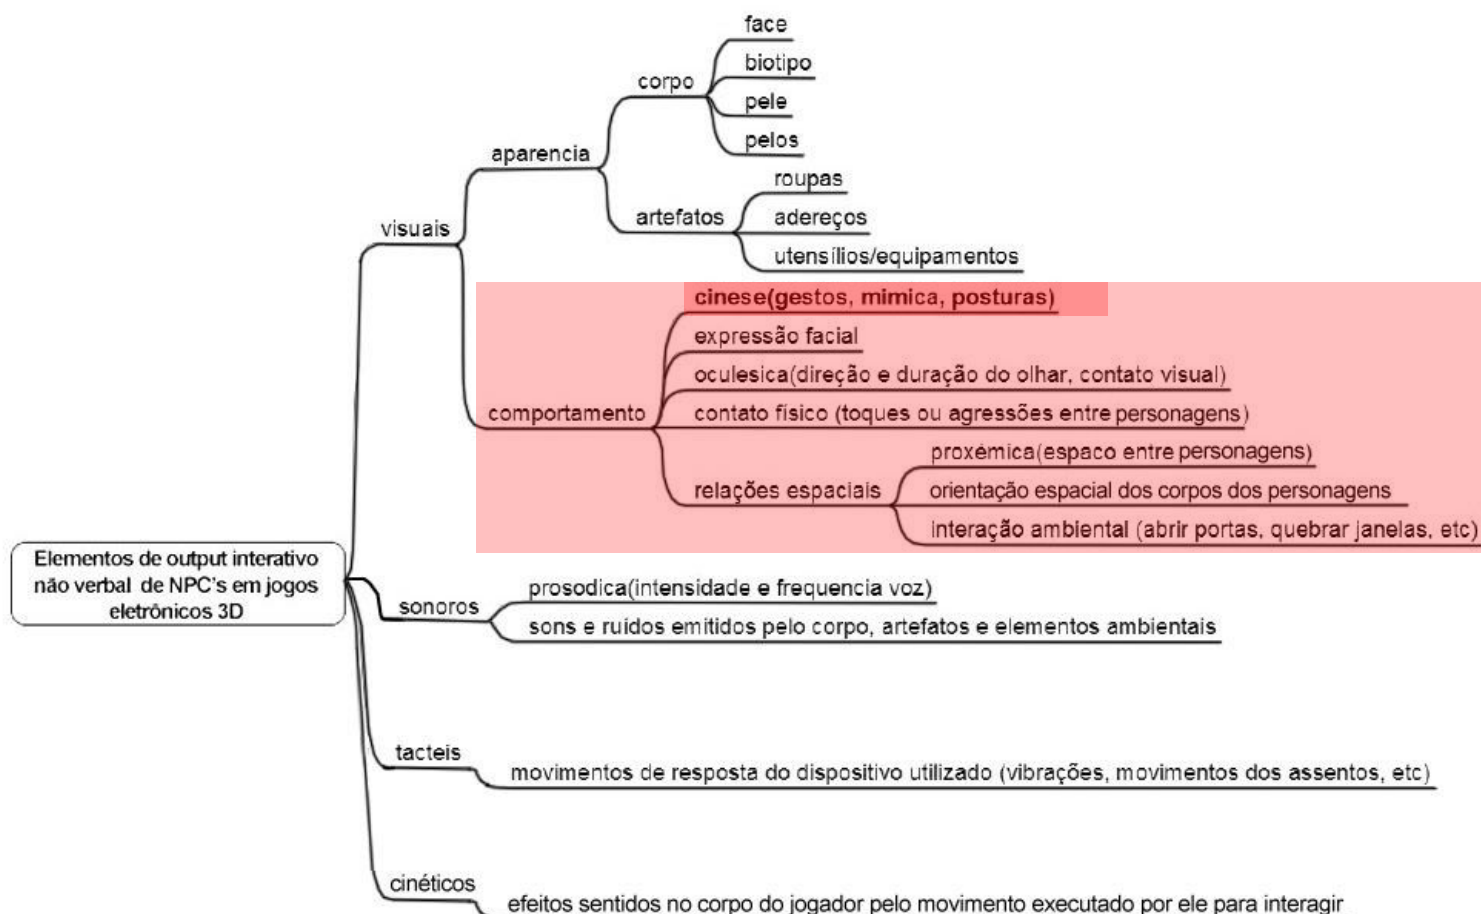 face
biotipo
corpo
pele
pelos
aparencia
roupas
artefatos
adereços
utensílios/equipamentos
visuais
cinese(gestos, mimica, posturas)
expressão facial
oculesica(direção e duração do olhar, contato visual)
comportamento
contato físico (toques ou agressões entre personagens)
proxêmica(espaco entre personagens)
relações espaciais
orientação espacial dos corpos dos personagens
interação ambiental (abrir portas, quebrar janelas, etc)
Elementos de output interativo
não verbal de NPC's em jogos
eletrônicos 3D
prosodica(intensidade e frequencia voz)
sonoros
sons e ruídos emitidos pelo corpo, artefatos e elementos ambientais
tacteis
movimentos de resposta do dispositivo utilizado (vibrações, movimentos dos assentos, etc)
cinéticos
efeitos sentidos no corpo do jogador pelo movimento executado por ele para interagir